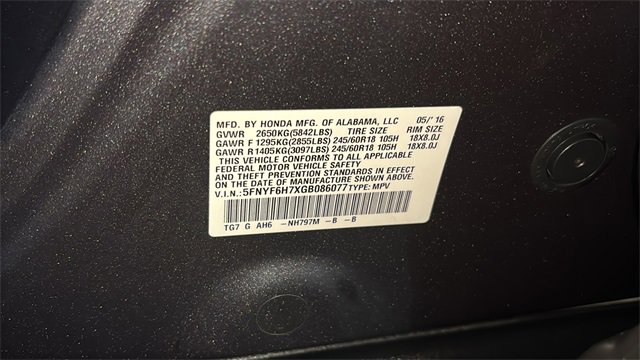 MFD. BY HONDA MFG. OF ALABAMA, LLC 05/'16
GVWR 2650KG(5842LBS) TIRE SIZE RIM SIZE
GAWR F 1295KG(2855LBS) 245/60R18 105H 18X8.0J
GAWR R 1405KG(3097LBS) 245/60R18 105H 18X8.0J
THIS VEHICLE CONFORMS TO ALL APPLICABLE
FEDERAL MOTOR VEHICLE SAFETY
AND THEFT PREVENTION STANDARDS IN EFFECT
ON THE DATE OF MANUFACTURE SHOWN ABOVE.
V.I.N.: 5FNYF6H7XGB086077 TYPE: MPV
TG7 G AH6 -NH797M -B -B